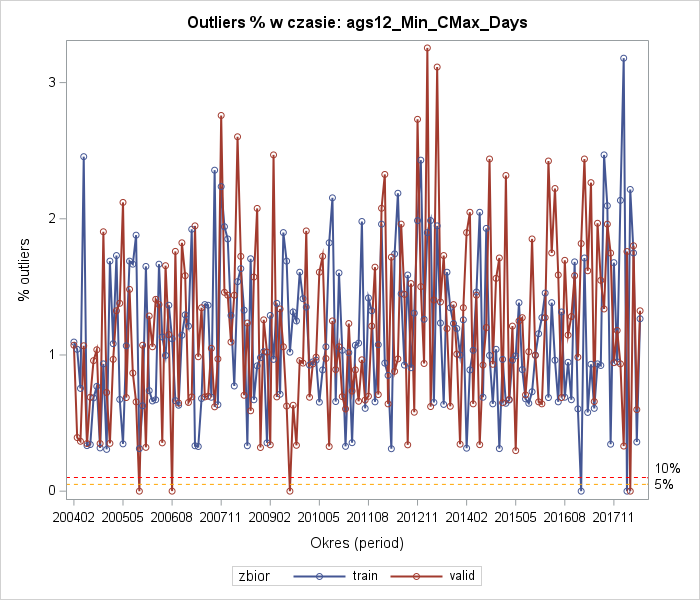 Outliers % w czasie: ags12_Min_CMax_Days
% outliers
3
2
1
0
10%
5%
200402 200505 200608 200711 200902 201005 201108 201211 201402 201505 201608 201711
Okres (period)
zbior train valid